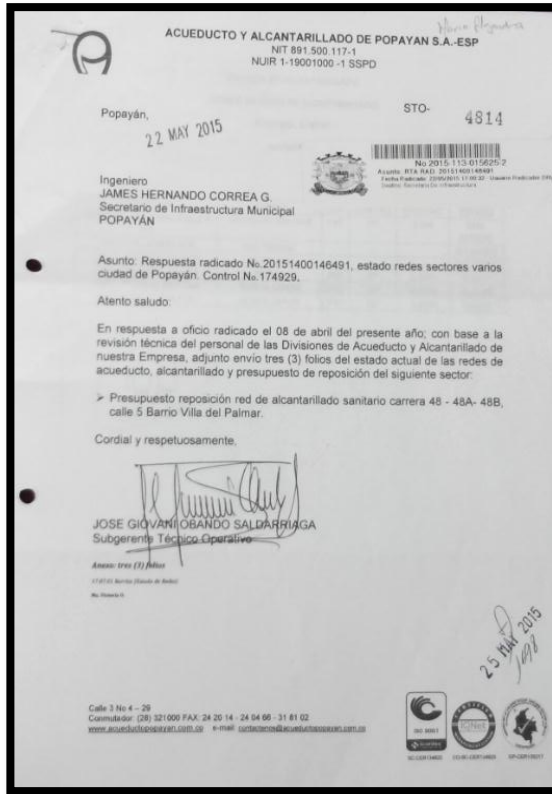 ACUEDUCTO Y ALCANTARILLADO DE POPAYAN S.A.-ESP
NIT 891.500.117-1
NUIR 1-19001000 -1 SSPD
Popayán,
22 MAY 2015
STO-
4814
No 2015-113-015625-2
Asunto: RTA RAD. 20151400146491
Ingeniero
JAMES HERNANDO CORREA G.
Secretario de Infraestructura Municipal
POPAYÁN
Asunto: Respuesta radicado No.20151400146491, estado redes sectores varios
ciudad de Popayán. Control No.174929.
Atento saludo:
En respuesta a oficio radicado el 08 de abril del presente año; con base a la
revisión técnica del personal de las Divisiones de Acueducto y Alcantarillado de
nuestra Empresa, adjunto envío tres (3) folios del estado actual de las redes de
acueducto, alcantarillado y presupuesto de reposición del siguiente sector:
➢ Presupuesto reposición red de alcantarillado sanitario carrera 48 - 48A- 48B,
calle 5 Barrio Villa del Palmar.
Cordial y respetuosamente,
JOSE GIOVANI OBANDO SALDARRIAGA
Subgerente Técnico Operativo
Anexo: tres (3) folios
25 MAY 2015
Calle 3 No 4 – 29
Conmutador: (28) 321000 FAX: 24 20 14 - 24 04 66 - 31 81 02
www.acueductopopayan.com.co e-mail: contactenos@acueductopopayan.com.co